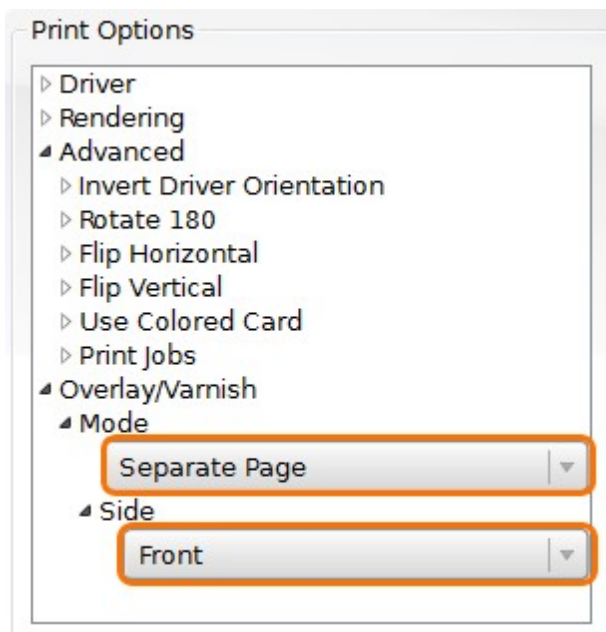 Print Options
Driver
Rendering
Advanced
Invert Driver Orientation
Rotate 180
Flip Horizontal
Flip Vertical
Use Colored Card
Print Jobs
Overlay/Varnish
Mode
Separate Page
Side
Front